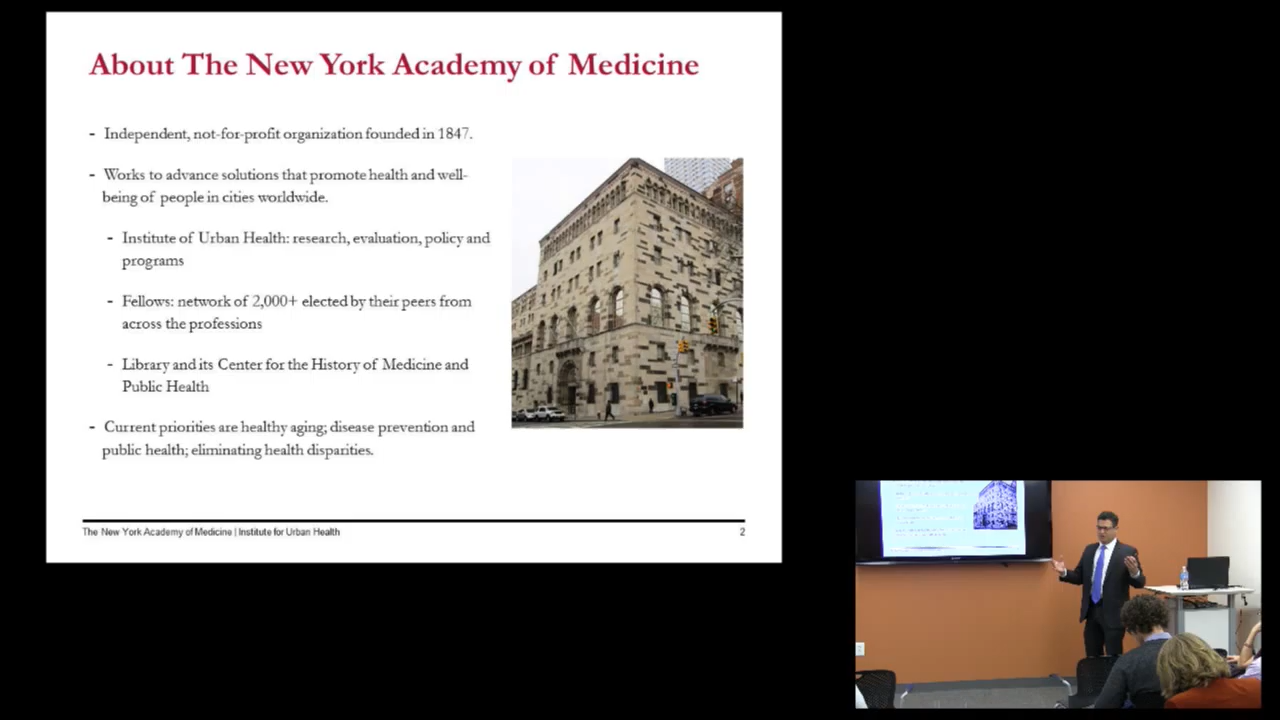 About The New York Academy of Medicine
- Independent, not-for-profit organization founded in 1847.
- Works to advance solutions that promote health and well-
being of people in cities worldwide.
- Institute of Urban Health: research, evaluation, policy and
programs
- Fellows: network of 2,000+ elected by their peers from
across the professions
- Library and its Center for the History of Medicine and
Public Health
- Current priorities are healthy aging; disease prevention and
public health; eliminating health disparities.
The New York Academy of Medicine | Institute for Urban Health
2